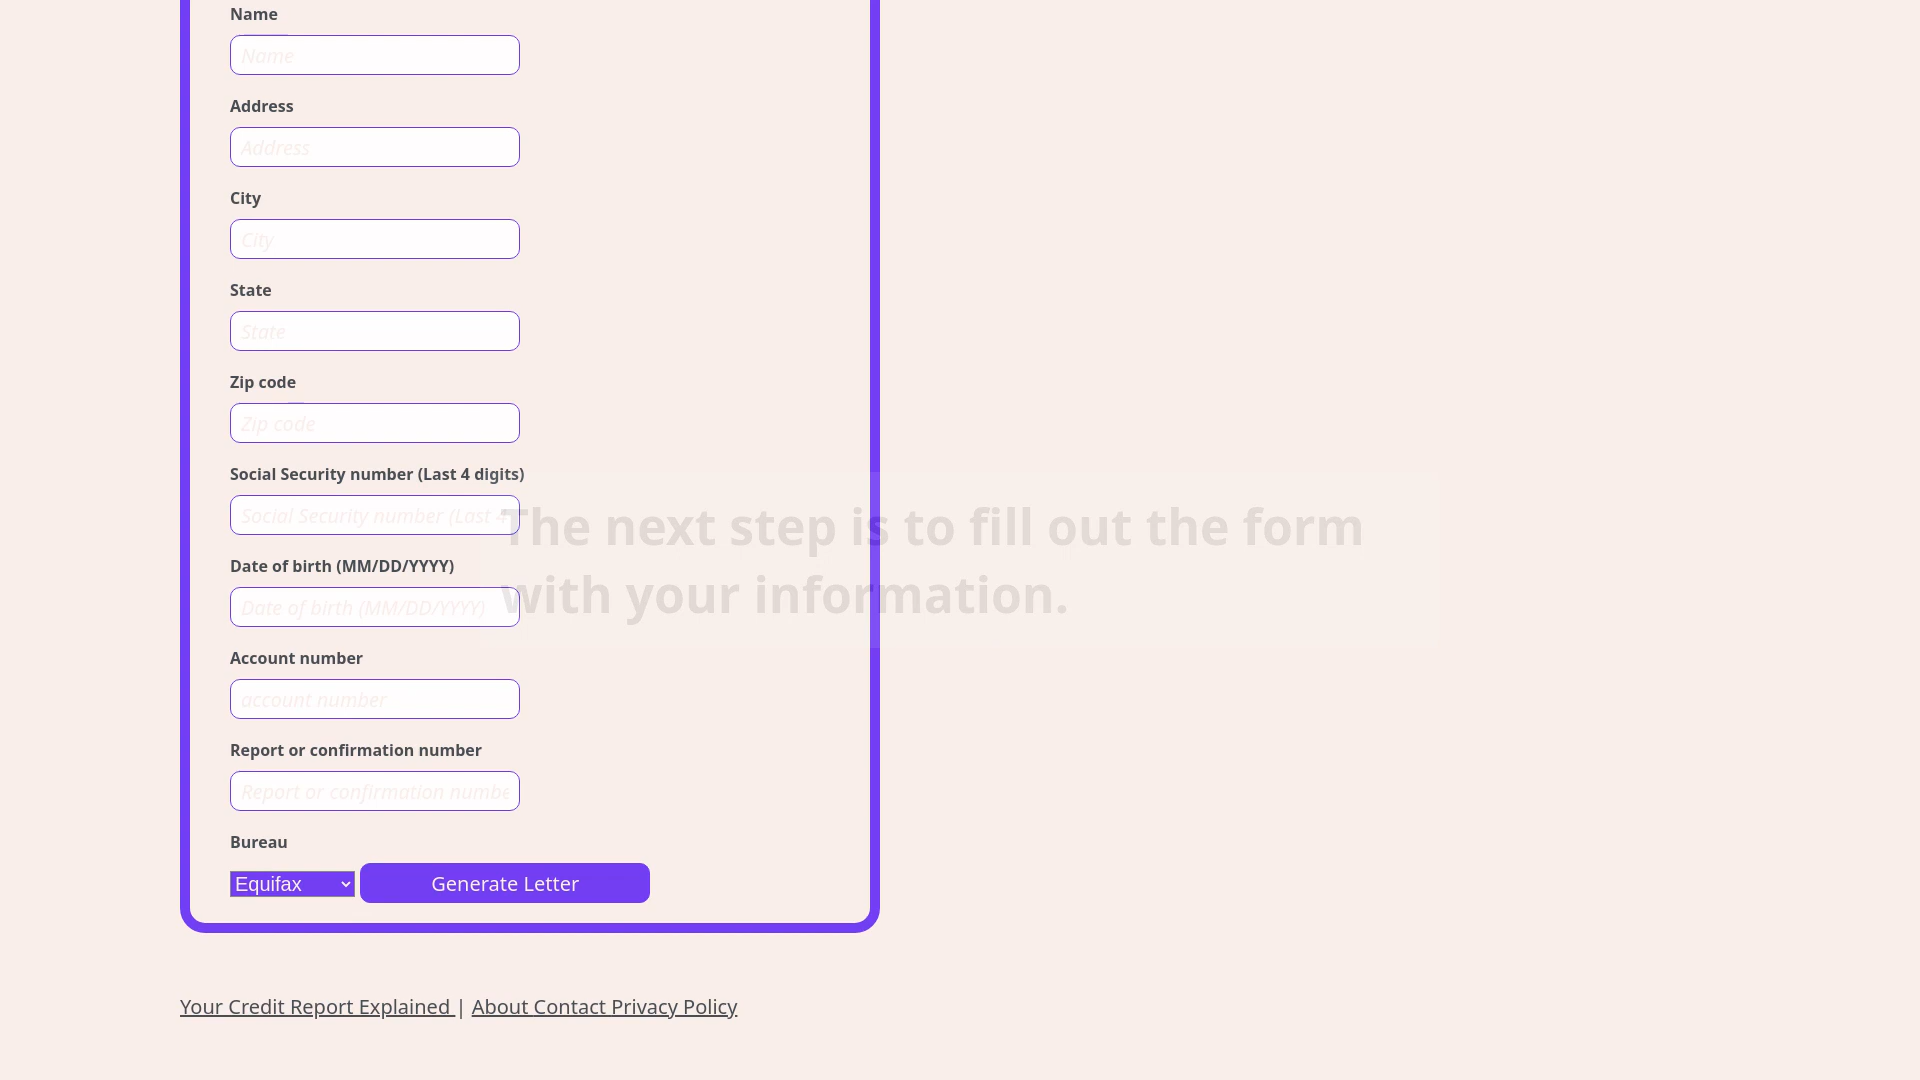 Name
Name
Address
Address
City
City
State
State
Zip code
Zip code
Social Security number (Last 4 digits)
Social Security number (Last 4
Date of birth (MM/DD/YYYY)
Date of birth (MM/DD/YYYY)
The next step is to fill out the form
with your information.
Account number
account number
Report or confirmation number
Report or confirmation numbe
Bureau
Equifax Generate Letter
Your Credit Report Explained | About Contact Privacy Policy